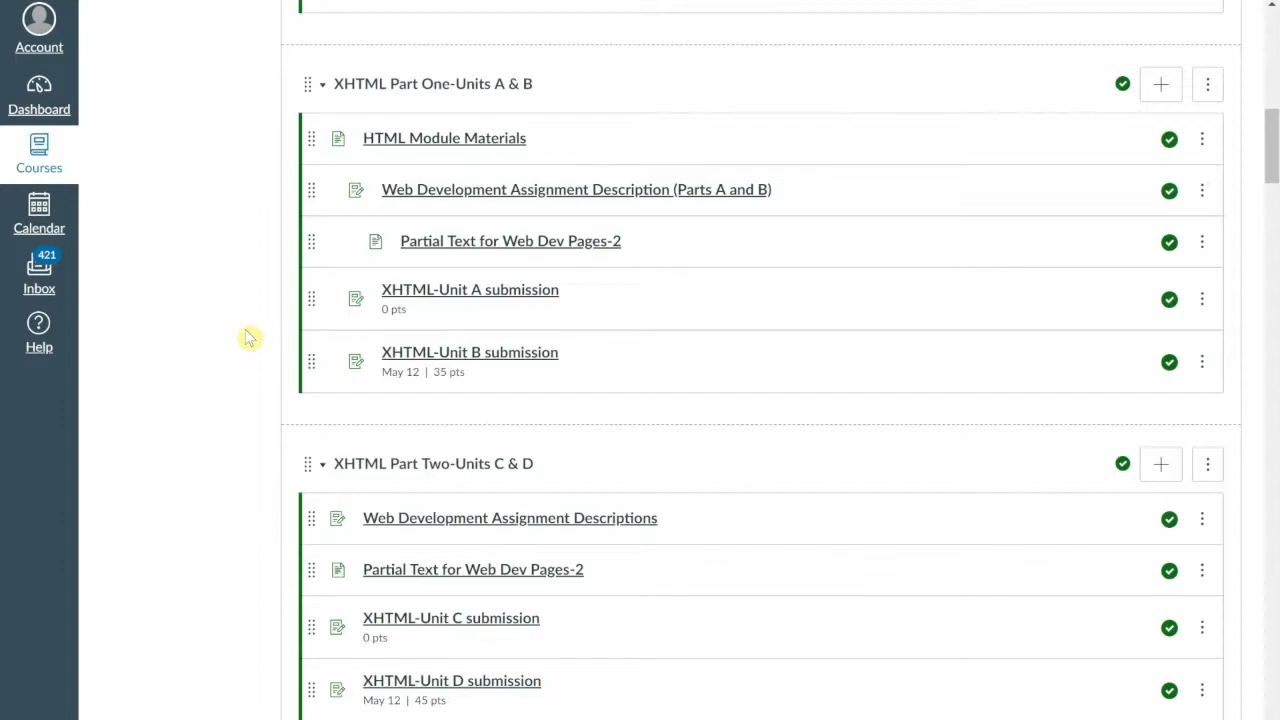 Account
Dashboard
Courses
Calendar
421
Inbox
Help
XHTML Part One-Units A & B
HTML Module Materials
Web Development Assignment Description (Parts A and B)
Partial Text for Web Dev Pages-2
XHTML-Unit A submission
0 pts
XHTML-Unit B submission
May 12 | 35 pts
XHTML Part Two-Units C & D
Web Development Assignment Descriptions
Partial Text for Web Dev Pages-2
XHTML-Unit C submission
0 pts
XHTML-Unit D submission
May 12 | 45 pts